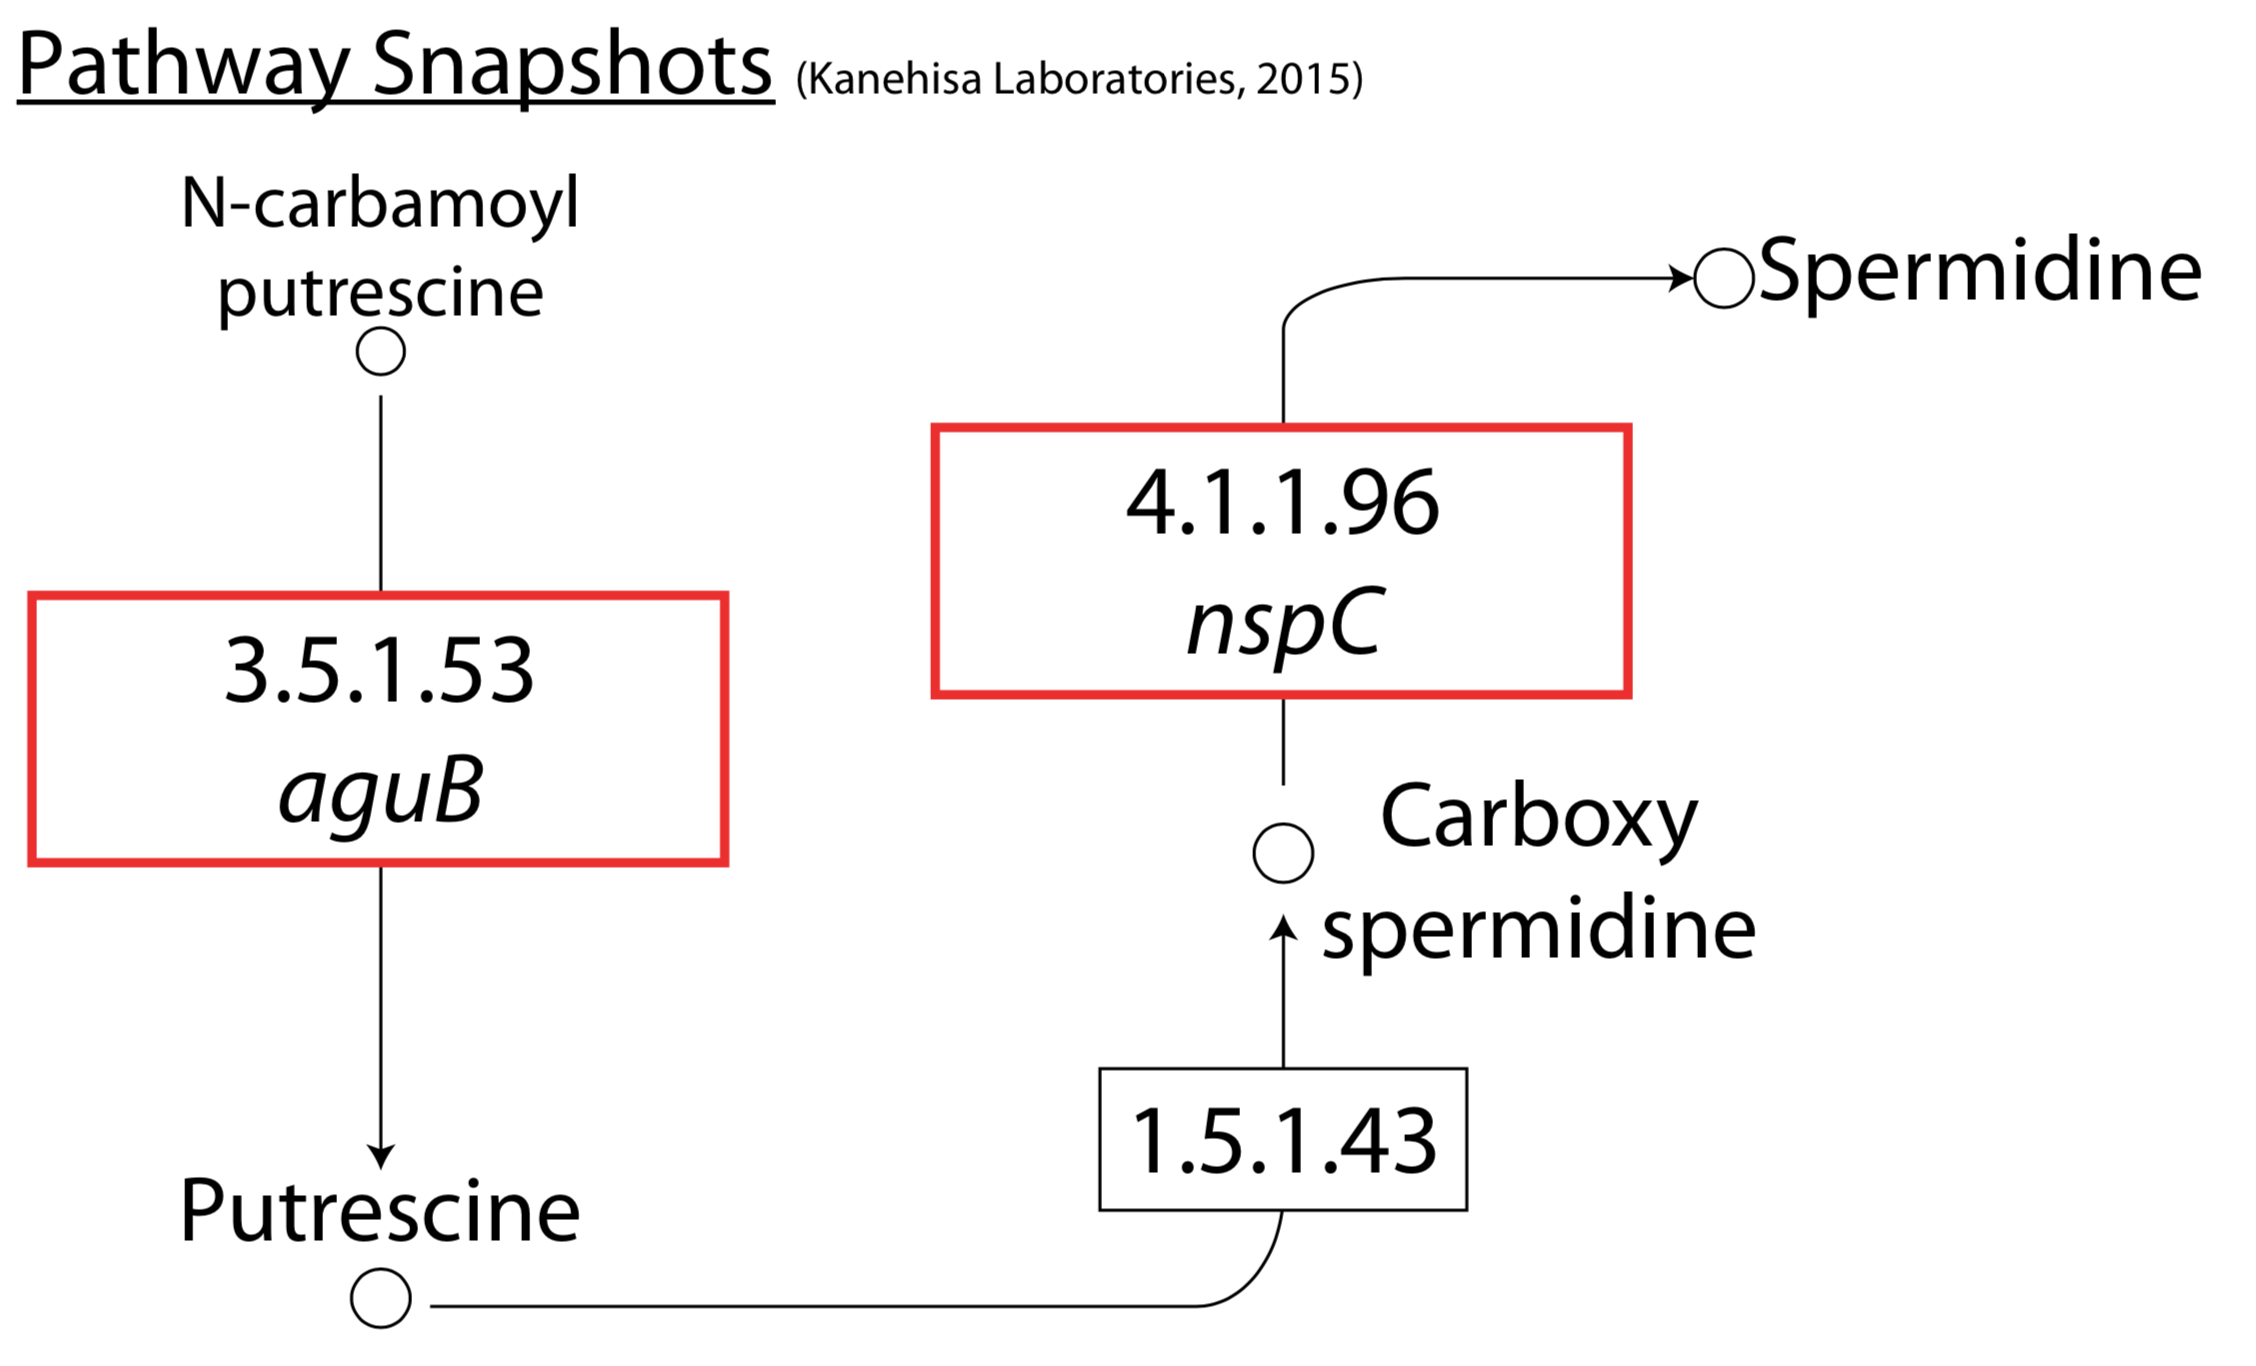 Pathway Snapshots (Kanehisa Laboratories, 2015)
N-carbamoyl
putrescine
3.5.1.53
aguB
Putrescine
1.5.1.43
Carboxy
spermidine
4.1.1.96
nspC
Spermidine